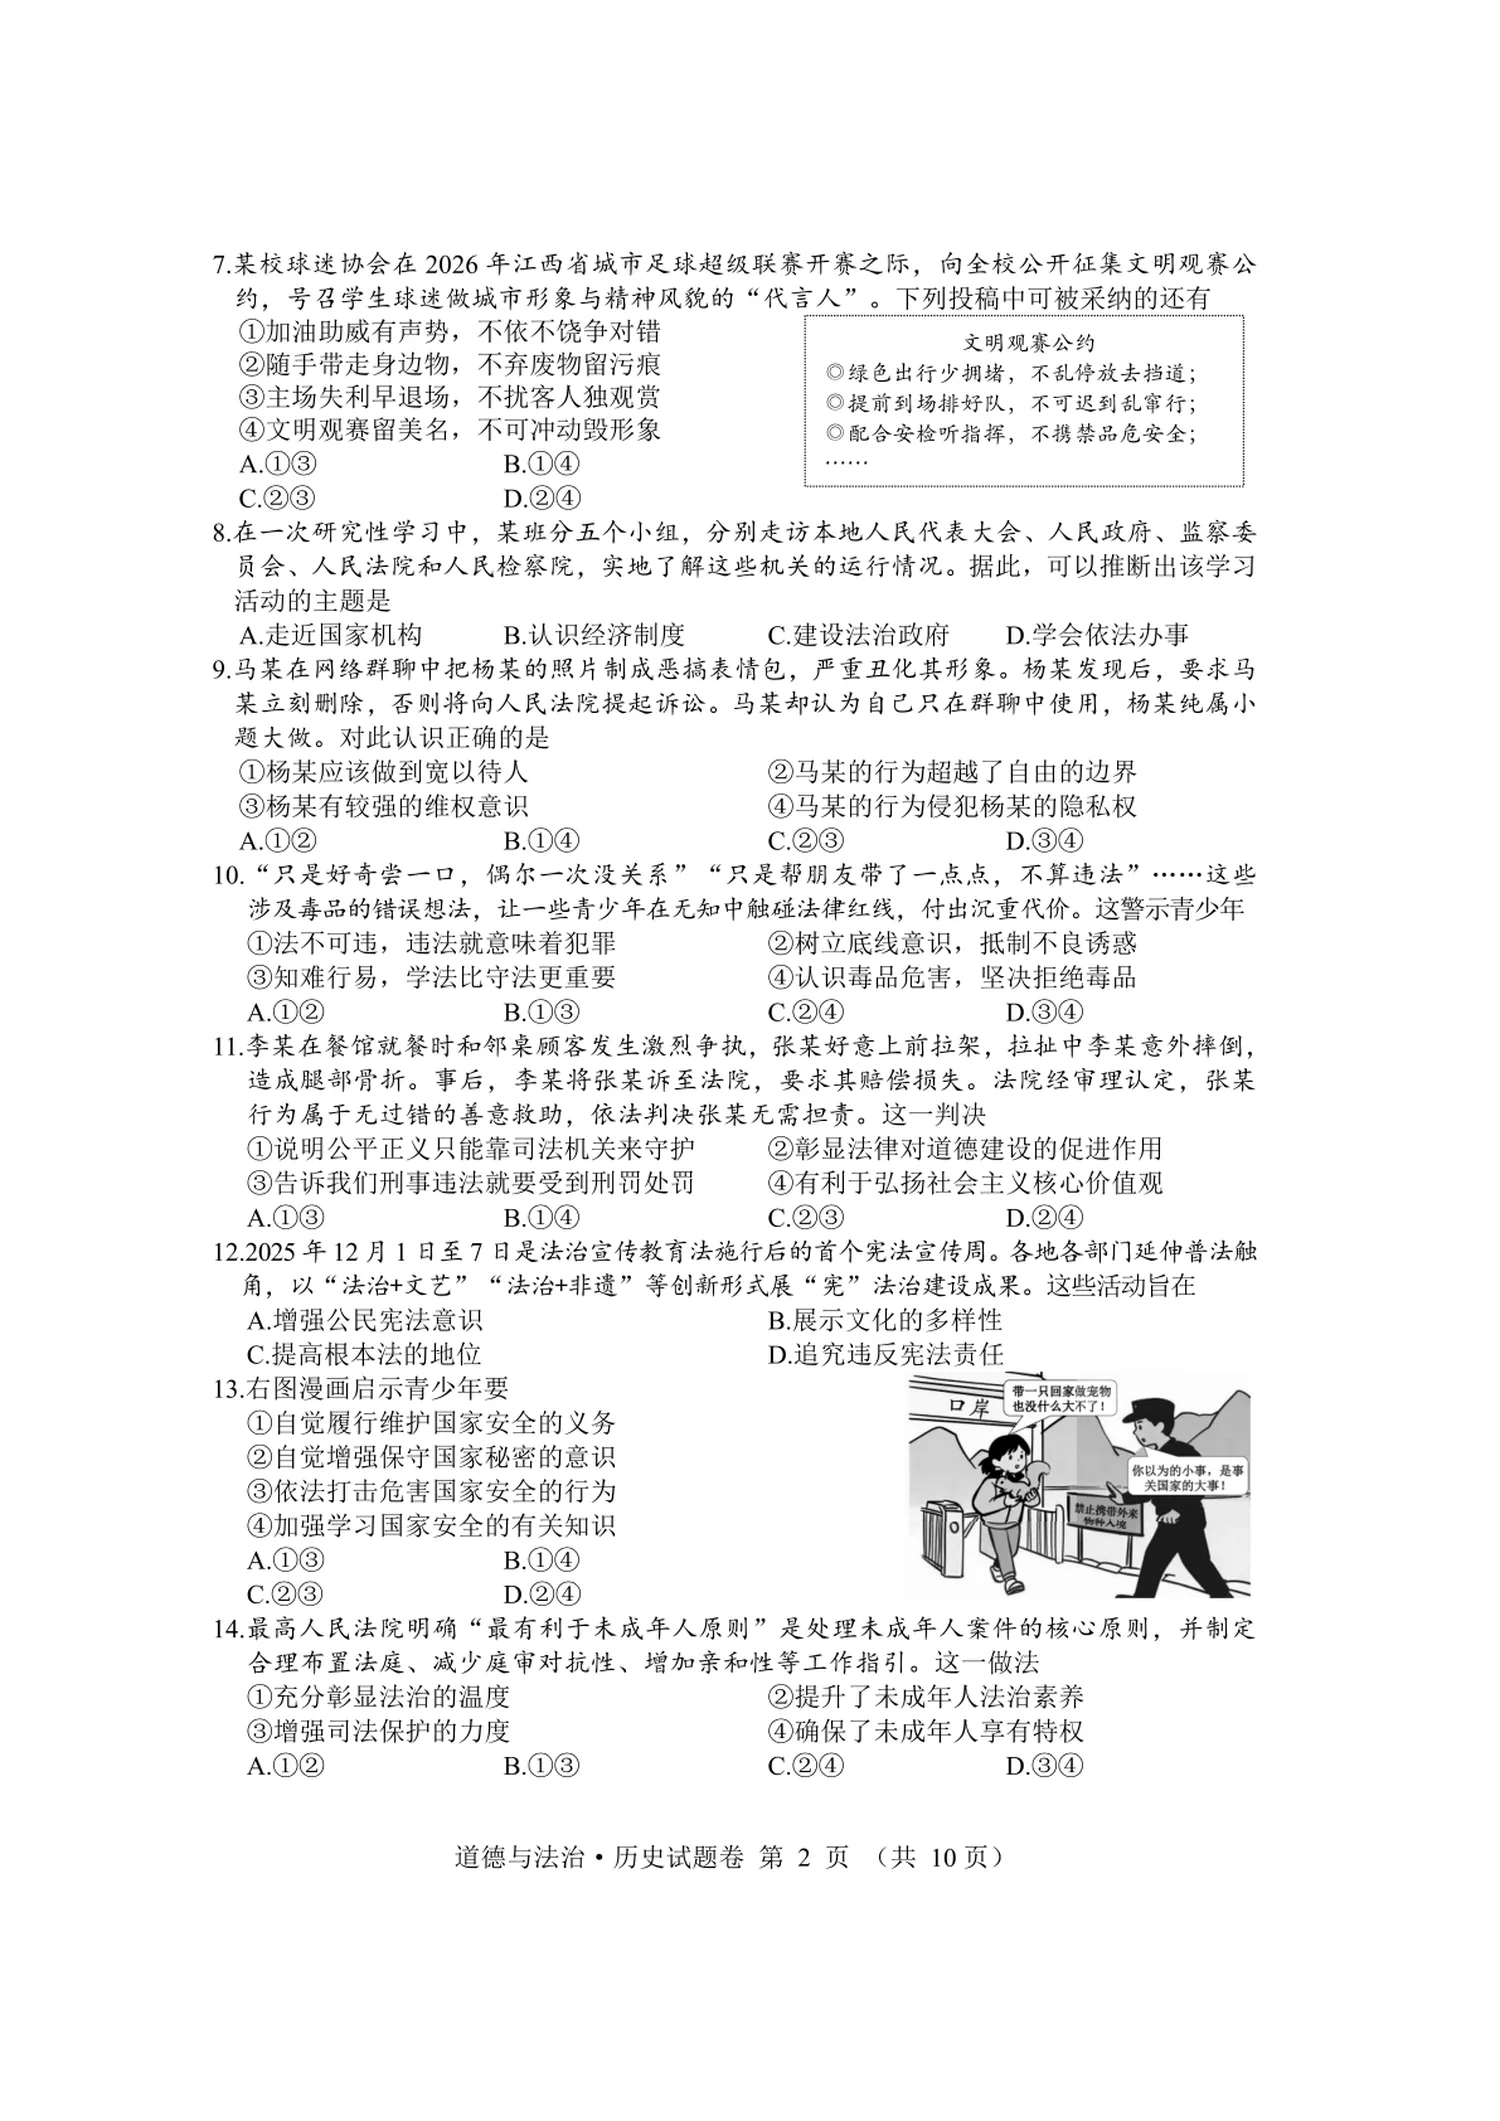 7.某校球迷协会在 2026 年江西省城市足球超级联赛开赛之际，向全校公开征集文明观赛公
约，号召学生球迷做城市形象与精神风貌的“代言人”。下列投稿中可被采纳的还有
①加油助威有声势，不依不饶争对错
②随手带走身边物，不弃废物留污痕
③主场失利早退场，不扰客人独观赏
④文明观赛留美名，不可冲动毁形象
A.①③ B.①④
C.②③ D.②④
文明观赛公约
◎绿色出行少拥堵，不乱停放去挡道；
◎提前到场排好队，不可迟到乱窜行；
◎配合安检听指挥，不携禁品危安全；
……
8.在一次研究性学习中，某班分五个小组，分别走访本地人民代表大会、人民政府、监察委
员会、人民法院和人民检察院，实地了解这些机关的运行情况。据此，可以推断出该学习
活动的主题是
A.走近国家机构 B.认识经济制度 C.建设法治政府 D.学会依法办事
9.马某在网络群聊中把杨某的照片制成恶搞表情包，严重丑化其形象。杨某发现后，要求马
某立刻删除，否则将向人民法院提起诉讼。马某却认为自己只在群聊中使用，杨某纯属小
题大做。对此认识正确的是
①杨某应该做到宽以待人 ②马某的行为超越了自由的边界
③杨某有较强的维权意识 ④马某的行为侵犯杨某的隐私权
A.①② B.①④ C.②③ D.③④
10.“只是好奇尝一口，偶尔一次没关系”“只是帮朋友带了一点点，不算违法”……这些
涉及毒品的错误想法，让一些青少年在无知中触碰法律红线，付出沉重代价。这警示青少年
①法不可违，违法就意味着犯罪 ②树立底线意识，抵制不良诱惑
③知难行易，学法比守法更重要 ④认识毒品危害，坚决拒绝毒品
A.①② B.①③ C.②④ D.③④
11.李某在餐馆就餐时和邻桌顾客发生激烈争执，张某好意上前拉架，拉扯中李某意外摔倒，
造成腿部骨折。事后，李某将张某诉至法院，要求其赔偿损失。法院经审理认定，张某
行为属于无过错的善意救助，依法判决张某无需担责。这一判决
①说明公平正义只能靠司法机关来守护 ②彰显法律对道德建设的促进作用
③告诉我们刑事违法就要受到刑罚处罚 ④有利于弘扬社会主义核心价值观
A.①③ B.①④ C.②③ D.②④
12.2025 年 12 月 1 日至 7 日是法治宣传教育法施行后的首个宪法宣传周。各地各部门延伸普法触
角，以“法治+文艺”“法治+非遗”等创新形式展“宪”法治建设成果。这些活动旨在
A.增强公民宪法意识 B.展示文化的多样性
C.提高根本法的地位 D.追究违反宪法责任
13.右图漫画启示青少年要
①自觉履行维护国家安全的义务
②自觉增强保守国家秘密的意识
③依法打击危害国家安全的行为
④加强学习国家安全的有关知识
A.①③ B.①④
C.②③ D.②④
口岸
带一只回家做宠物
也没什么大不了！
你以为的小事，是事
关国家的大事！
禁止携带外来
物种入境
14.最高人民法院明确“最有利于未成年人原则”是处理未成年人案件的核心原则，并制定
合理布置法庭、减少庭审对抗性、增加亲和性等工作指引。这一做法
①充分彰显法治的温度 ②提升了未成年人法治素养
③增强司法保护的力度 ④确保了未成年人享有特权
A.①② B.①③ C.②④ D.③④
道德与法治·历史试题卷 第 2 页 （共 10 页）